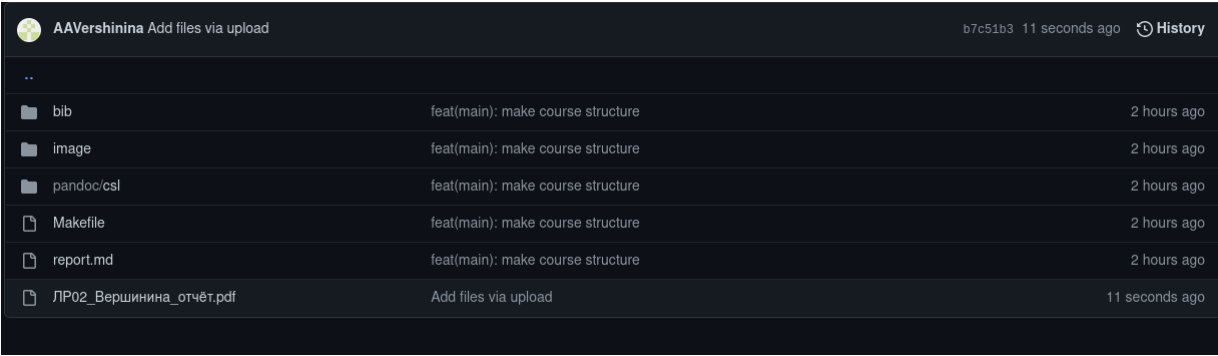 AAVershinina Add files via upload b7c51b3 11 seconds ago History
..
bib feat(main): make course structure 2 hours ago
image feat(main): make course structure 2 hours ago
pandoc/csl feat(main): make course structure 2 hours ago
Makefile feat(main): make course structure 2 hours ago
report.md feat(main): make course structure 2 hours ago
ЛР02_Вершинина_отчёт.pdf Add files via upload 11 seconds ago